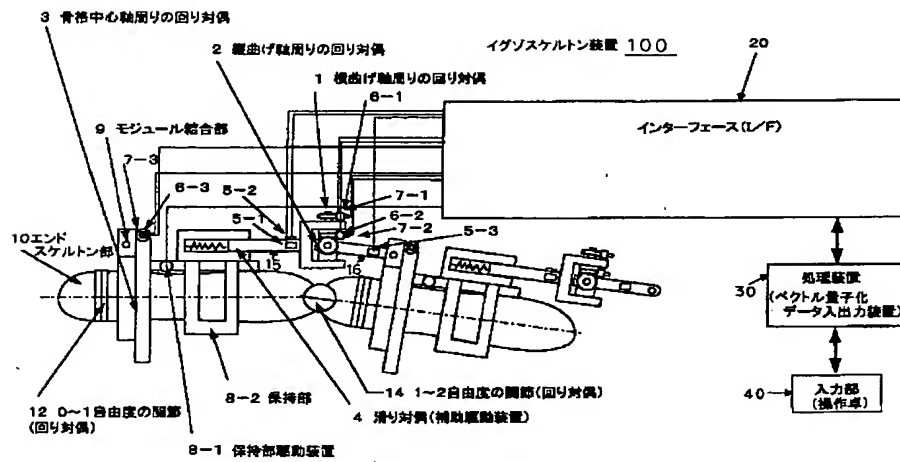 3 骨格中心軸周りの回り対偶
2 縦曲げ軸周りの回り対偶
イグゾスケルトン装置 100
20
1 横曲げ軸周りの回り対偶
6-1
インターフェース(I/F)
9 モジュール結合部
7-3
6-3
5-2
5-1
7-1
6-2
7-2
5-3
10エンド
スケルトン部
15
16
30
処理装置
(ベクトル量子化
データ入出力装置)
8-2 保持部
14 1~2自由度の関節(回り対偶)
40
入力部
(操作卓)
12 0~1自由度の関節
(回り対偶)
4 滑り対偶(補助駆動装置)
8-1 保持部駆動装置